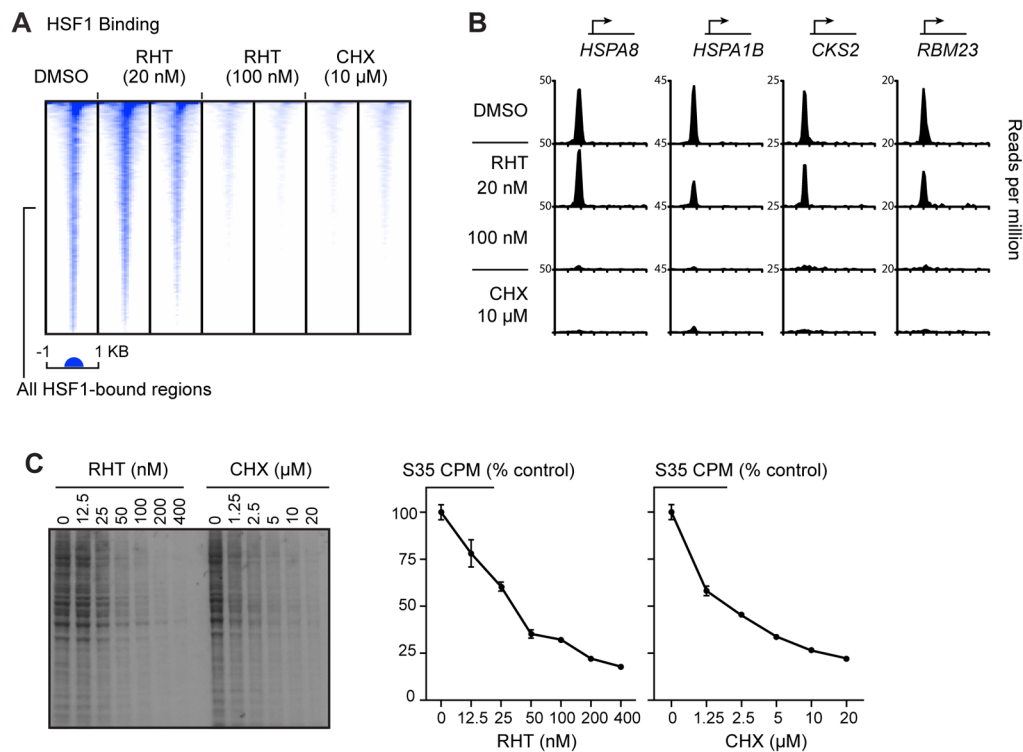 A HSF1 Binding
DMSO
RHT
(20 nM)
RHT
(100 nM)
CHX
(10 µM)
-1 1 KB
All HSF1-bound regions
B
HSPA8 HSPA1B CKS2 RBM23
DMSO
50 45 25 20
RHT
20 nM
50 45 25 20
100 nM
50 45 25 20
CHX
10 µM
50 45 25 20
Reads per million
C
RHT (nM) CHX (µM)
0 12.5 25 50 100 200 400 0 1.25 2.5 5 10 20
S35 CPM (% control)
100
75
50
25
0
0 12.5 25 50 100 200 400
RHT (nM)
S35 CPM (% control)
0 1.25 2.5 5 10 20
CHX (µM)